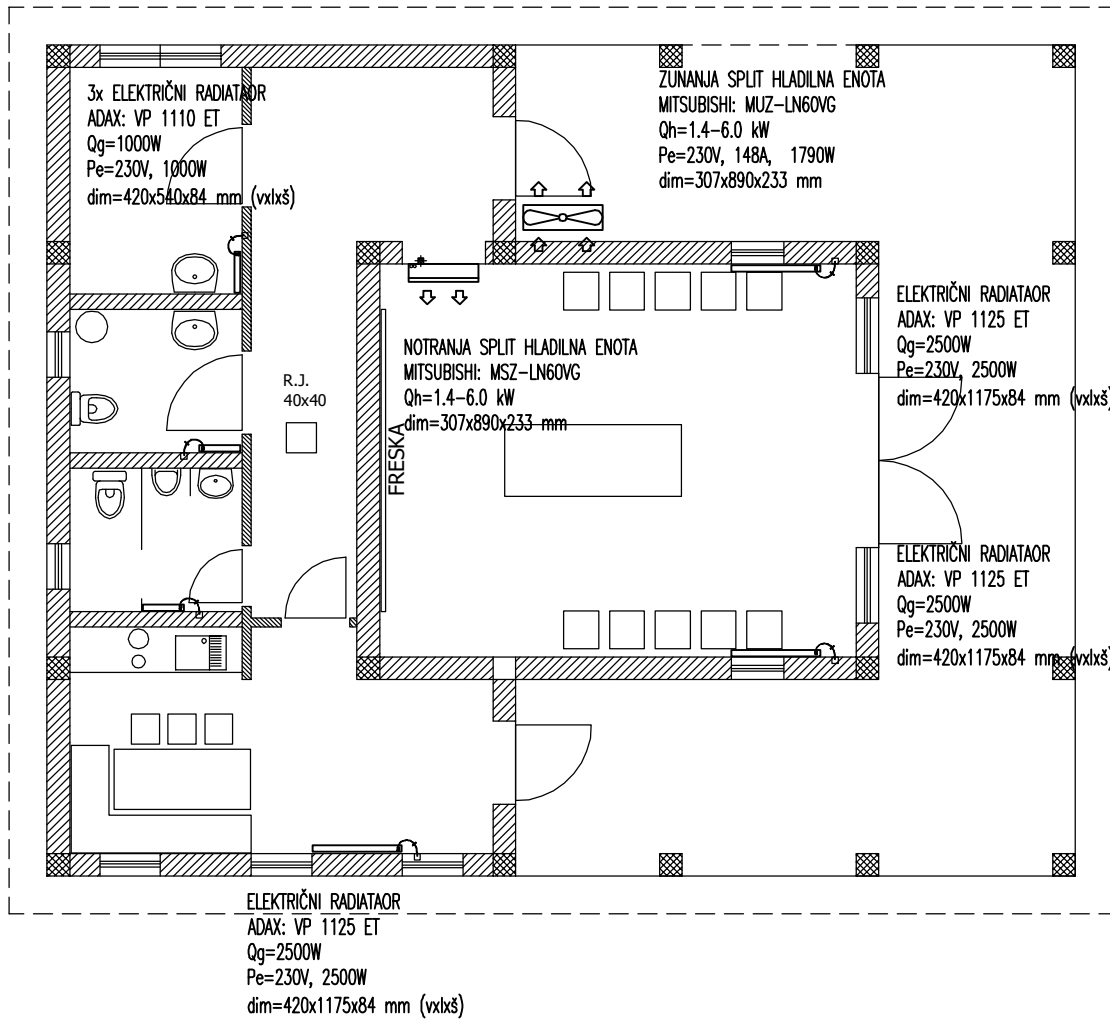 3x ELEKTRIČNI RADIATAOR
ADAX: VP 1110 ET
Qg=1000W
Pe=230V, 1000W
dim=420x540x84 mm (vxlxš)
ZUNANJA SPLIT HLADILNA ENOTA
MITSUBISHI: MUZ-LN60VG
Qh=1.4-6.0 kW
Pe=230V, 148A, 1790W
dim=307x890x233 mm
ELEKTRIČNI RADIATAOR
ADAX: VP 1125 ET
Qg=2500W
Pe=230V, 2500W
dim=420x1175x84 mm (vxlxš)
NOTRANJA SPLIT HLADILNA ENOTA
MITSUBISHI: MSZ-LN60VG
Qh=1.4-6.0 kW
dim=307x890x233 mm
R.J.
40x40
FRESKA
ELEKTRIČNI RADIATAOR
ADAX: VP 1125 ET
Qg=2500W
Pe=230V, 2500W
dim=420x1175x84 mm (vxlxš)
ELEKTRIČNI RADIATAOR
ADAX: VP 1125 ET
Qg=2500W
Pe=230V, 2500W
dim=420x1175x84 mm (vxlxš)